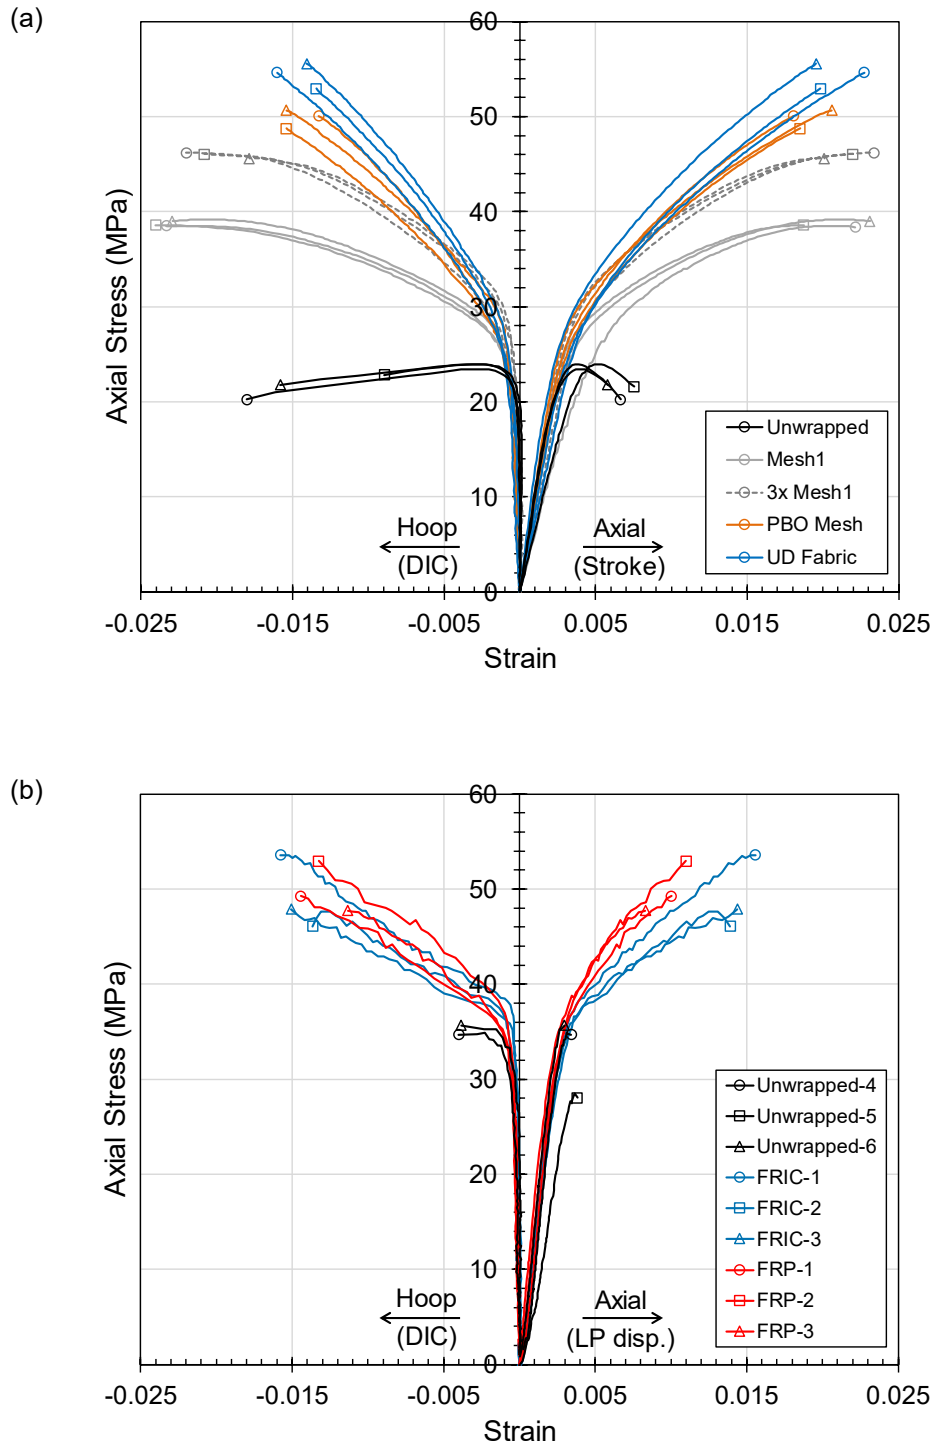 (a)
60
50
40
30
20
10
0
Axial Stress (MPa)
Hoop
(DIC)
Axial
(Stroke)
Unwrapped
Mesh1
3x Mesh1
PBO Mesh
UD Fabric
-0.025 -0.015 -0.005 0.005 0.015 0.025
Strain
(b)
60
50
40
30
20
10
0
Axial Stress (MPa)
Hoop
(DIC)
Axial
(LP disp.)
Unwrapped-4
Unwrapped-5
Unwrapped-6
FRIC-1
FRIC-2
FRIC-3
FRP-1
FRP-2
FRP-3
-0.025 -0.015 -0.005 0.005 0.015 0.025
Strain